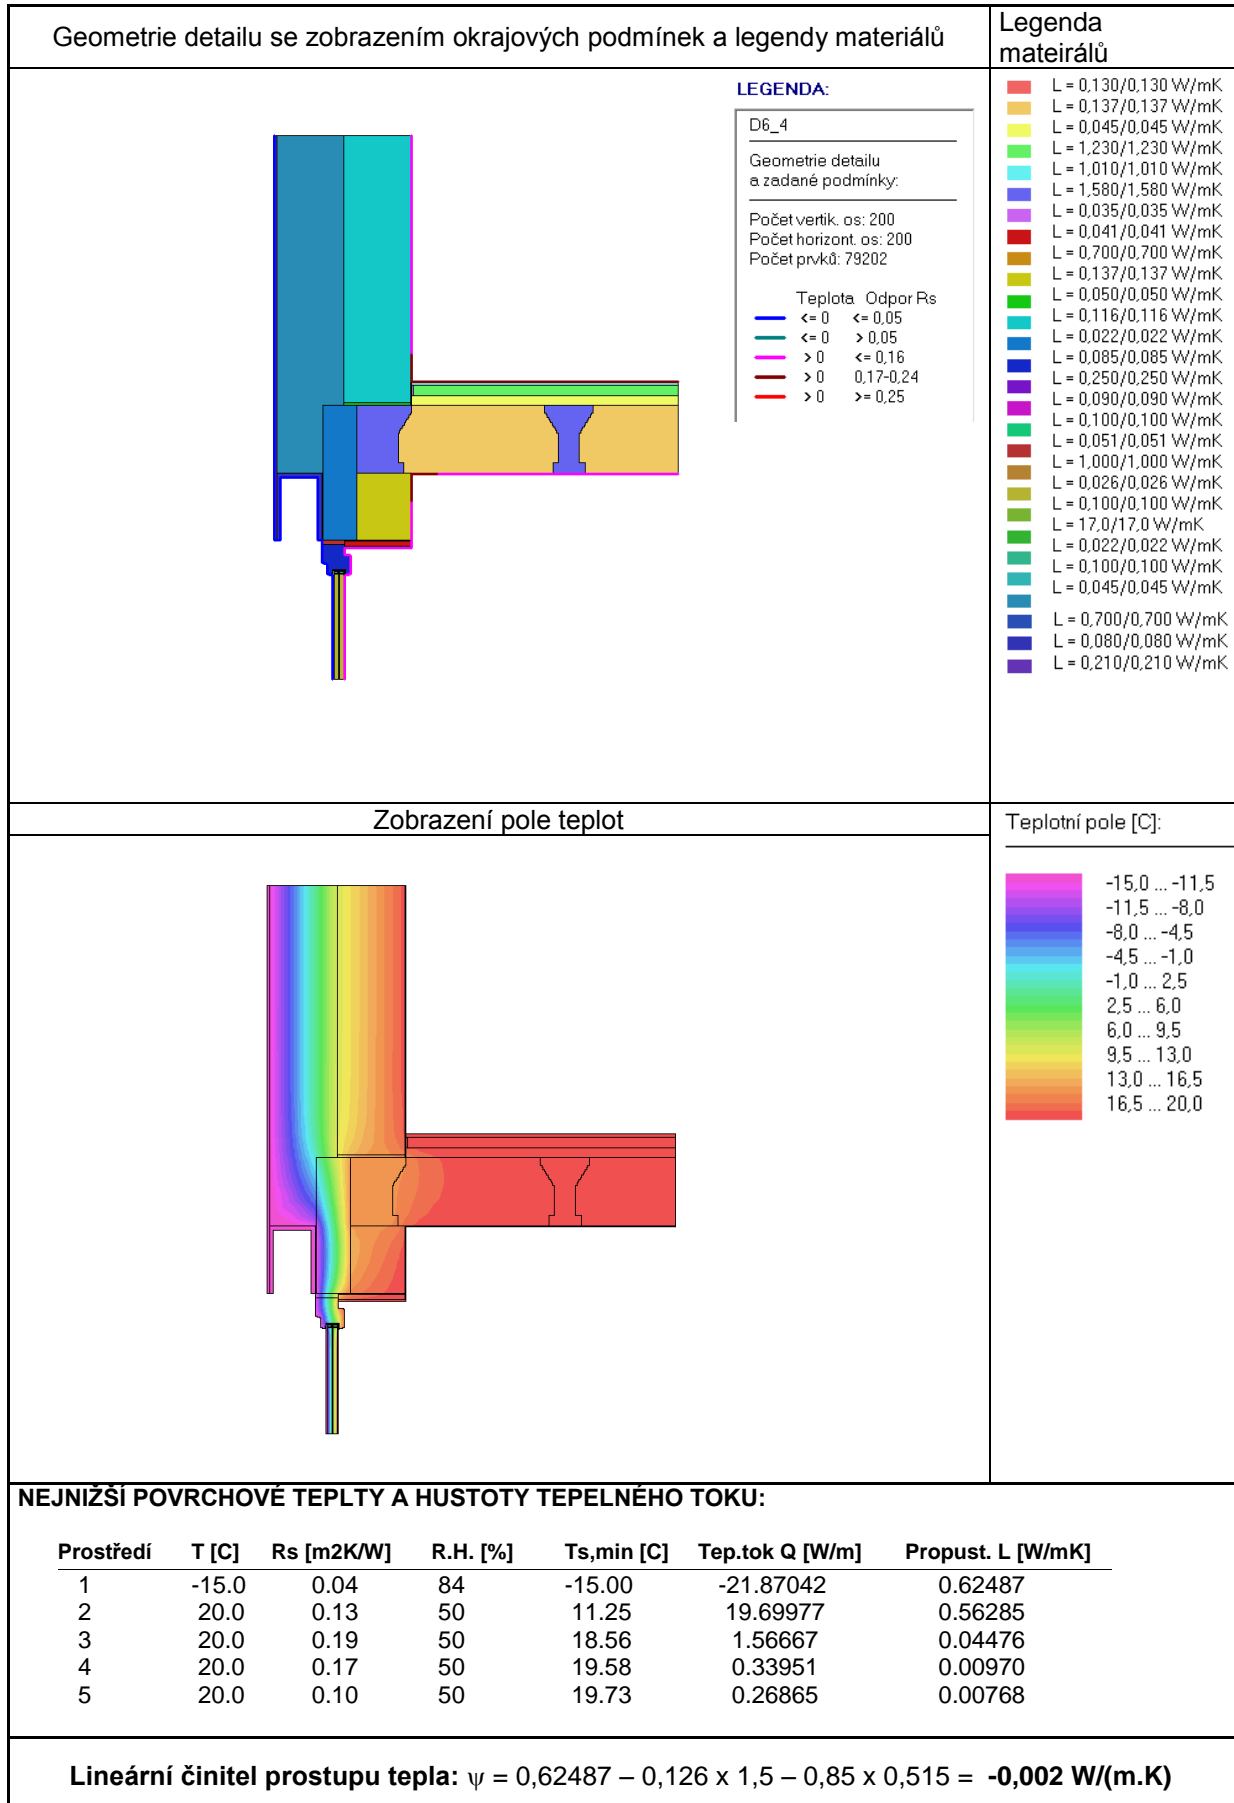 Geometrie detailu se zobrazením okrajových podmínek a legendy materiálů
Legenda
mateirálů
LEGENDA:
D6_4
Geometrie detailu
a zadané podmínky:
Počet vertik. os: 200
Počet horizont. os: 200
Počet prvků: 79202
Teplota Odpor Rs
<= 0 <= 0,05
<= 0 > 0,05
> 0 <= 0,16
> 0 0,17-0,24
> 0 >= 0,25
L = 0,130/0,130 W/mK
L = 0,137/0,137 W/mK
L = 0,045/0,045 W/mK
L = 1,230/1,230 W/mK
L = 1,010/1,010 W/mK
L = 1,580/1,580 W/mK
L = 0,035/0,035 W/mK
L = 0,041/0,041 W/mK
L = 0,700/0,700 W/mK
L = 0,137/0,137 W/mK
L = 0,050/0,050 W/mK
L = 0,116/0,116 W/mK
L = 0,022/0,022 W/mK
L = 0,085/0,085 W/mK
L = 0,250/0,250 W/mK
L = 0,090/0,090 W/mK
L = 0,100/0,100 W/mK
L = 0,051/0,051 W/mK
L = 1,000/1,000 W/mK
L = 0,026/0,026 W/mK
L = 0,100/0,100 W/mK
L = 17,0/17,0 W/mK
L = 0,022/0,022 W/mK
L = 0,100/0,100 W/mK
L = 0,045/0,045 W/mK
L = 0,700/0,700 W/mK
L = 0,080/0,080 W/mK
L = 0,210/0,210 W/mK
Zobrazení pole teplot
Teplotní pole [C]:
-15,0 ... -11,5
-11,5 ... -8,0
-8,0 ... -4,5
-4,5 ... -1,0
-1,0 ... 2,5
2,5 ... 6,0
6,0 ... 9,5
9,5 ... 13,0
13,0 ... 16,5
16,5 ... 20,0
NEJNIŽŠÍ POVRCHOVÉ TEPLTY A HUSTOTY TEPELNÉHO TOKU:
Prostředí T [C] Rs [m2K/W] R.H. [%] Ts,min [C] Tep.tok Q [W/m] Propust. L [W/mK]
1 -15.0 0.04 84 -15.00 -21.87042 0.62487
2 20.0 0.13 50 11.25 19.69977 0.56285
3 20.0 0.19 50 18.56 1.56667 0.04476
4 20.0 0.17 50 19.58 0.33951 0.00970
5 20.0 0.10 50 19.73 0.26865 0.00768
Lineární činitel prostupu tepla: ψ = 0,62487 – 0,126 x 1,5 – 0,85 x 0,515 = -0,002 W/(m.K)